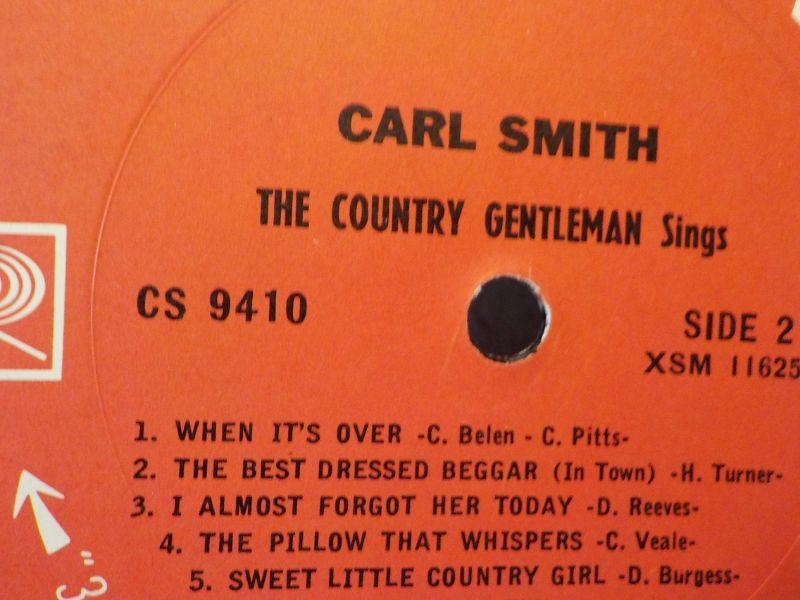 CARL SMITH
THE COUNTRY GENTLEMAN Sings
CS 9410
SIDE 2
XSM 11625
1. WHEN IT'S OVER -C. Belen - C. Pitts-
2. THE BEST DRESSED BEGGAR (In Town) -H. Turner-
3. I ALMOST FORGOT HER TODAY -D. Reeves-
4. THE PILLOW THAT WHISPERS -C. Veale-
5. SWEET LITTLE COUNTRY GIRL -D. Burgess-
"3